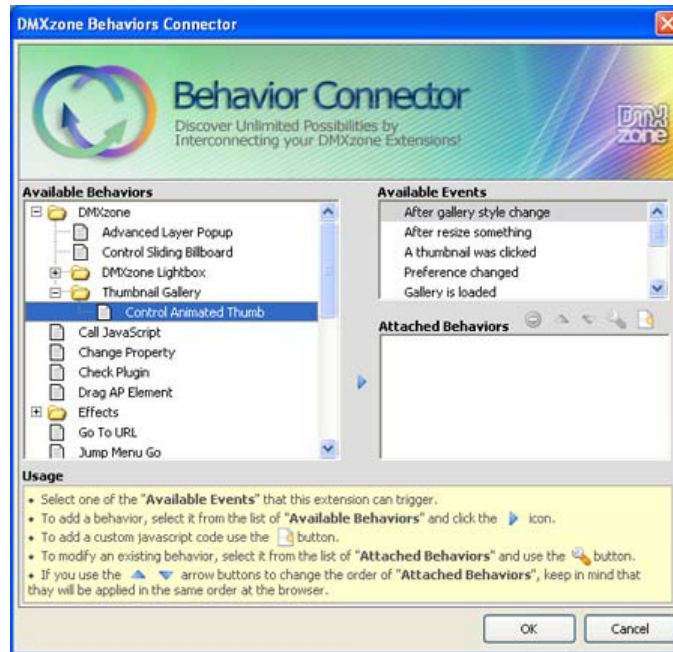 DMXzone Behaviors Connector
Behavior Connector
Discover Unlimited Possibilities by
Interconnecting your DMXzone Extensions!
DMX
zone
Available Behaviors
DMXzone
Advanced Layer Popup
Control Sliding Billboard
DMXzone Lightbox
Thumbnail Gallery
Control Animated Thumb
Call JavaScript
Change Property
Check Plugin
Drag AP Element
Effects
Go To URL
Jump Menu Go
Available Events
After gallery style change
After resize something
A thumbnail was clicked
Preference changed
Gallery is loaded
Attached Behaviors
Usage
• Select one of the "Available Events" that this extension can trigger.
• To add a behavior, select it from the list of "Available Behaviors" and click the icon.
• To add a custom javascript code use the button.
• To modify an existing behavior, select it from the list of "Attached Behaviors" and use the button.
• If you use the arrow buttons to change the order of "Attached Behaviors", keep in mind that
thay will be applied in the same order at the browser.
OK
Cancel